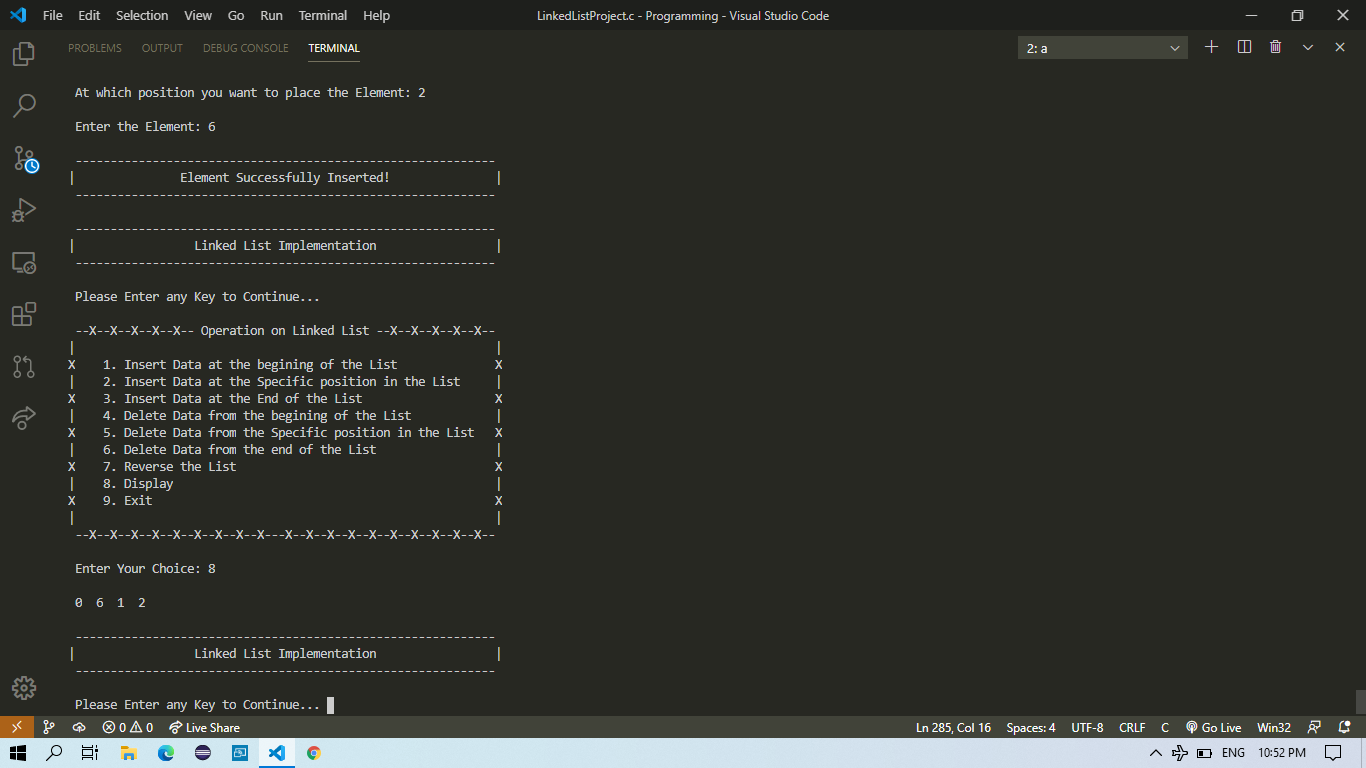 File Edit Selection View Go Run Terminal Help LinkedListProject.c - Programming - Visual Studio Code
PROBLEMS OUTPUT DEBUG CONSOLE TERMINAL 2: a
At which position you want to place the Element: 2
Enter the Element: 6
------------------------------------------------------------
| Element Successfully Inserted! |
------------------------------------------------------------
------------------------------------------------------------
| Linked List Implementation |
------------------------------------------------------------
Please Enter any Key to Continue...
--X--X--X--X--X-- Operation on Linked List --X--X--X--X--X--
| |
X 1. Insert Data at the begining of the List X
| 2. Insert Data at the Specific position in the List |
X 3. Insert Data at the End of the List X
| 4. Delete Data from the begining of the List |
X 5. Delete Data from the Specific position in the List X
| 6. Delete Data from the end of the List |
X 7. Reverse the List X
| 8. Display |
X 9. Exit X
| |
--X--X--X--X--X--X--X--X--X---X--X--X--X--X--X--X--X--X--X--
Enter Your Choice: 8
0 6 1 2
------------------------------------------------------------
| Linked List Implementation |
------------------------------------------------------------
Please Enter any Key to Continue...
0 0 Live Share Ln 285, Col 16 Spaces: 4 UTF-8 CRLF C Go Live Win32
ENG 10:52 PM